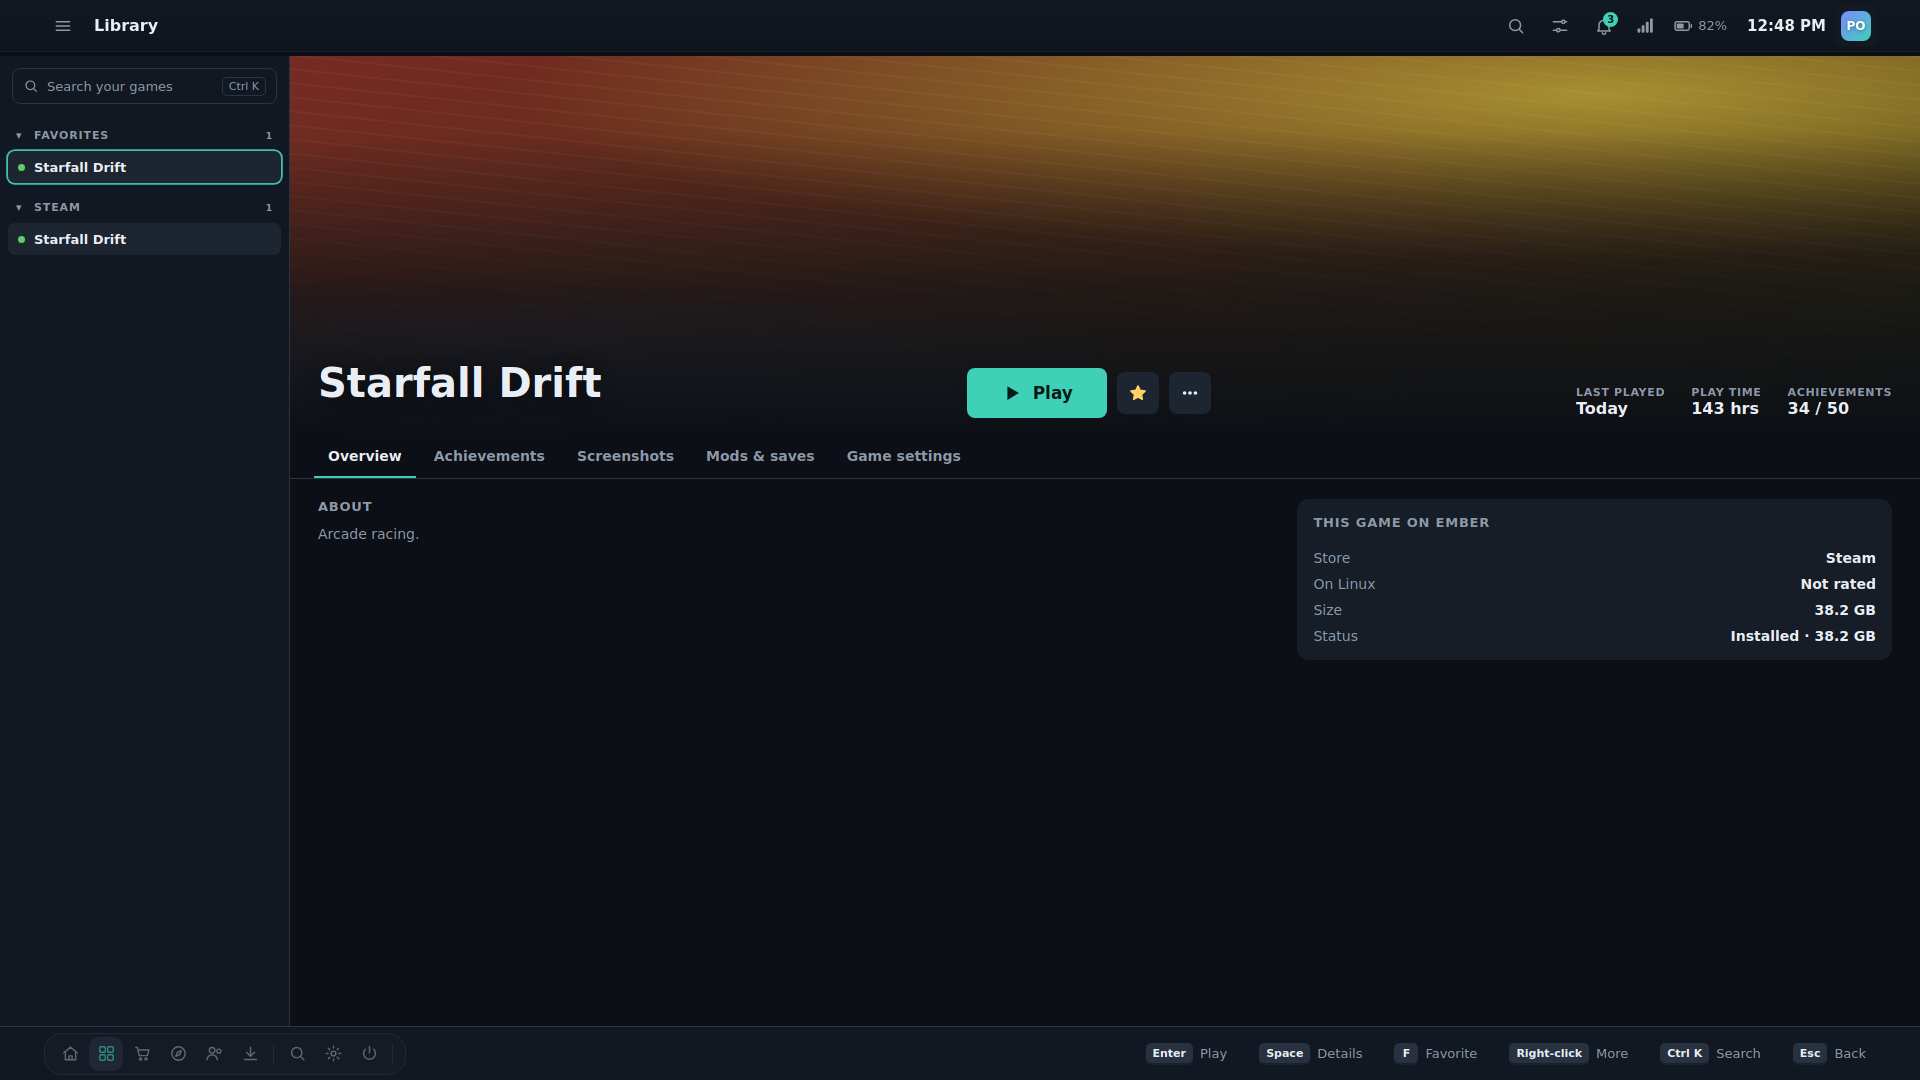 Library
3
82%
12:48 PM
PO
Search your games
Ctrl K
FAVORITES
1
Starfall Drift
STEAM
1
Starfall Drift
Starfall Drift
Play
LAST PLAYED
Today
PLAY TIME
143 hrs
ACHIEVEMENTS
34 / 50
Overview
Achievements
Screenshots
Mods & saves
Game settings
ABOUT
Arcade racing.
THIS GAME ON EMBER
Store
Steam
On Linux
Not rated
Size
38.2 GB
Status
Installed · 38.2 GB
Enter Play
Space Details
F Favorite
Right-click More
Ctrl K Search
Esc Back